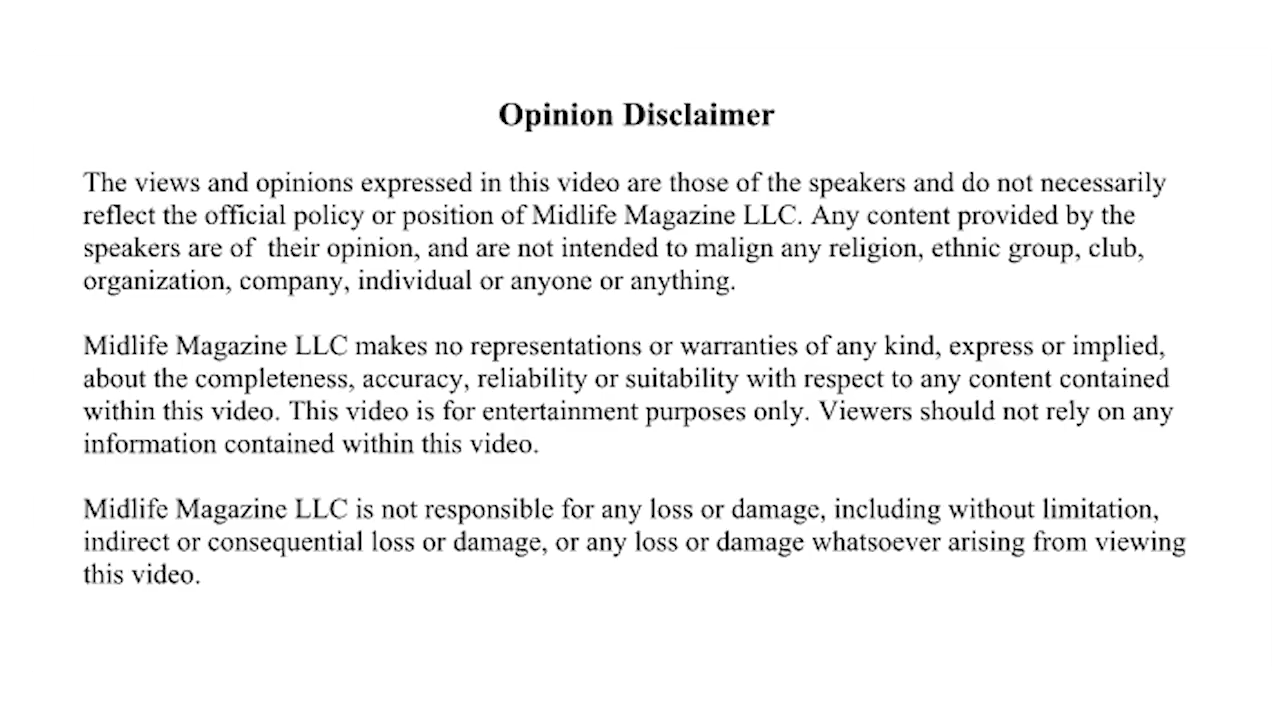 Opinion Disclaimer
The views and opinions expressed in this video are those of the speakers and do not necessarily
reflect the official policy or position of Midlife Magazine LLC. Any content provided by the
speakers are of  their opinion, and are not intended to malign any religion, ethnic group, club,
organization, company, individual or anyone or anything.
Midlife Magazine LLC makes no representations or warranties of any kind, express or implied,
about the completeness, accuracy, reliability or suitability with respect to any content contained
within this video. This video is for entertainment purposes only. Viewers should not rely on any
information contained within this video.
Midlife Magazine LLC is not responsible for any loss or damage, including without limitation,
indirect or consequential loss or damage, or any loss or damage whatsoever arising from viewing
this video.